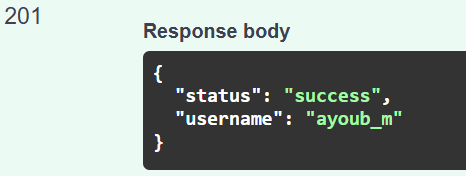 201
Response body
{
  "status": "success",
  "username": "ayoub_m"
}